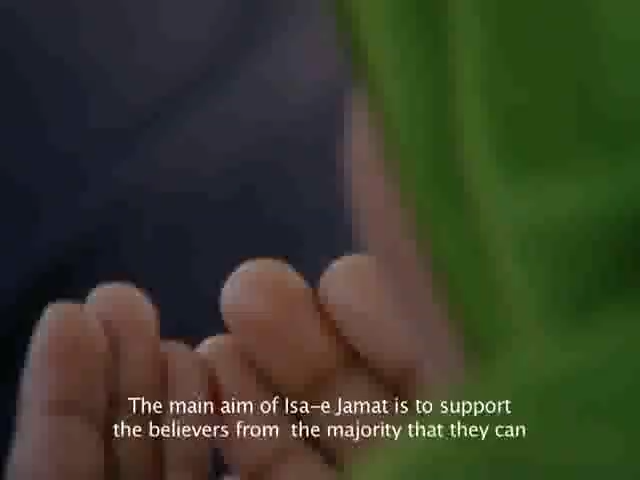 The main aim of Isa-e Jamat is to support
the believers from the majority that they can